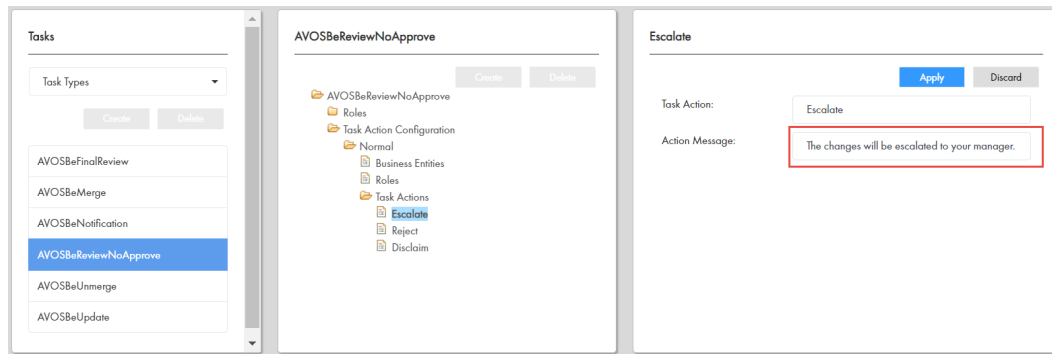 Tasks
Task Types
Create Delete
AVOSBeFinalReview
AVOSBeMerge
AVOSBeNotification
AVOSBeReviewNoApprove
AVOSBeUnmerge
AVOSBeUpdate
AVOSBeReviewNoApprove
Create Delete
AVOSBeReviewNoApprove
Roles
Task Action Configuration
Normal
Business Entities
Roles
Task Actions
Escalate
Reject
Disclaim
Escalate
Apply Discard
Task Action: Escalate
Action Message: The changes will be escalated to your manager.